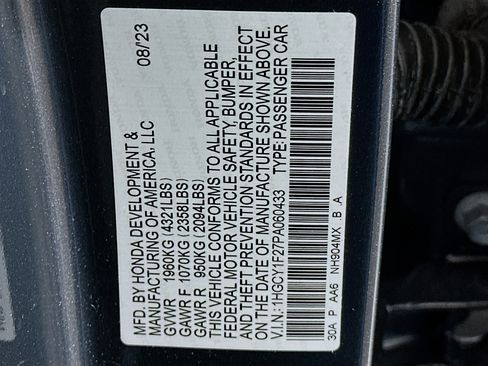 MFD. BY HONDA DEVELOPMENT &
MANUFACTURING OF AMERICA, LLC 08/23
GVWR 1960KG (4321LBS)
GAWR F 1070KG (2358LBS)
GAWR R 950KG (2094LBS)
THIS VEHICLE CONFORMS TO ALL APPLICABLE
FEDERAL MOTOR VEHICLE SAFETY, BUMPER,
AND THEFT PREVENTION STANDARDS IN EFFECT
ON THE DATE OF MANUFACTURE SHOWN ABOVE.
V.I.N.: 1HGCY1F27PA060433 TYPE: PASSENGER CAR
30A P AA6 NH904MX .B .A